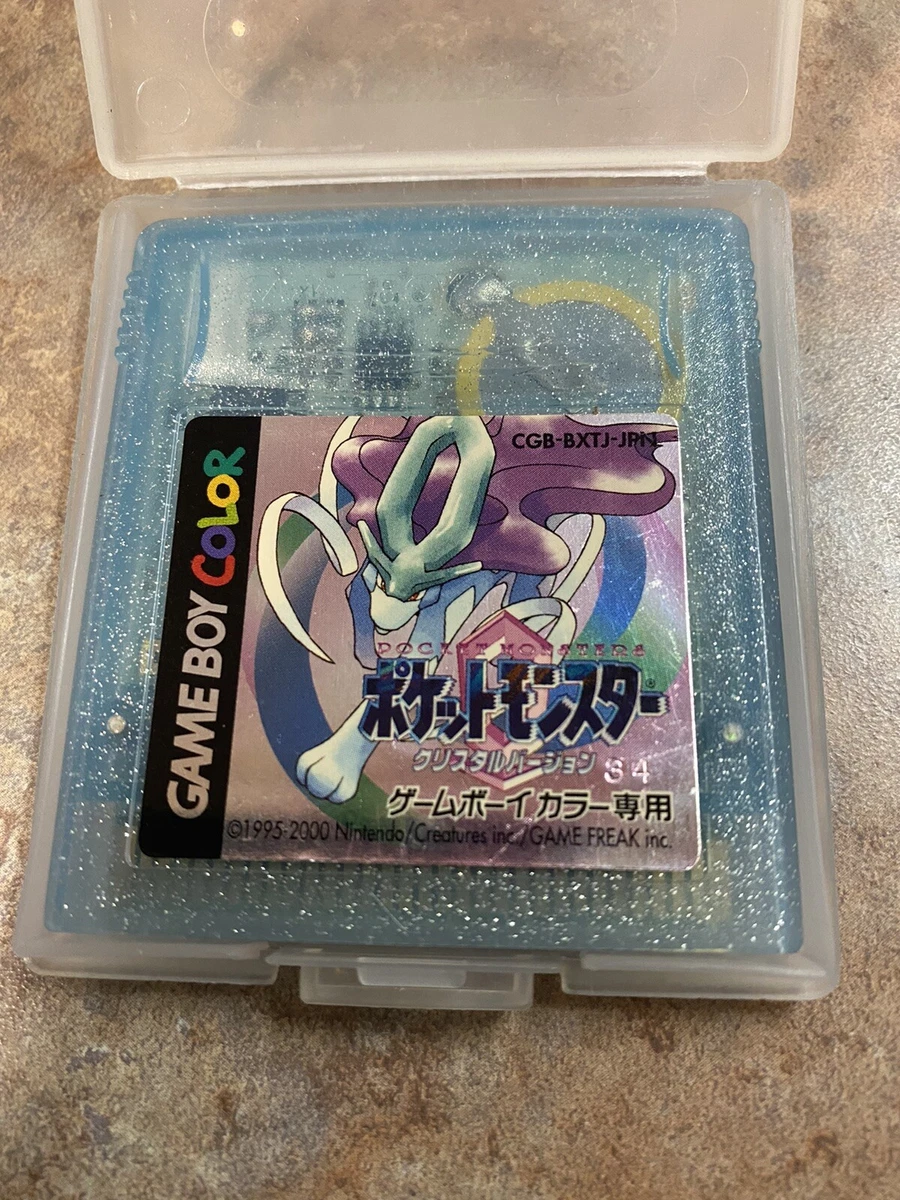 GAME BOY COLOR
CGB-BXTJ-JPN
POCKET MONSTERS
ポケットモンスター®
クリスタルバージョン
34
ゲームボーイカラー専用
©1995-2000 Nintendo/Creatures inc./GAME FREAK inc.